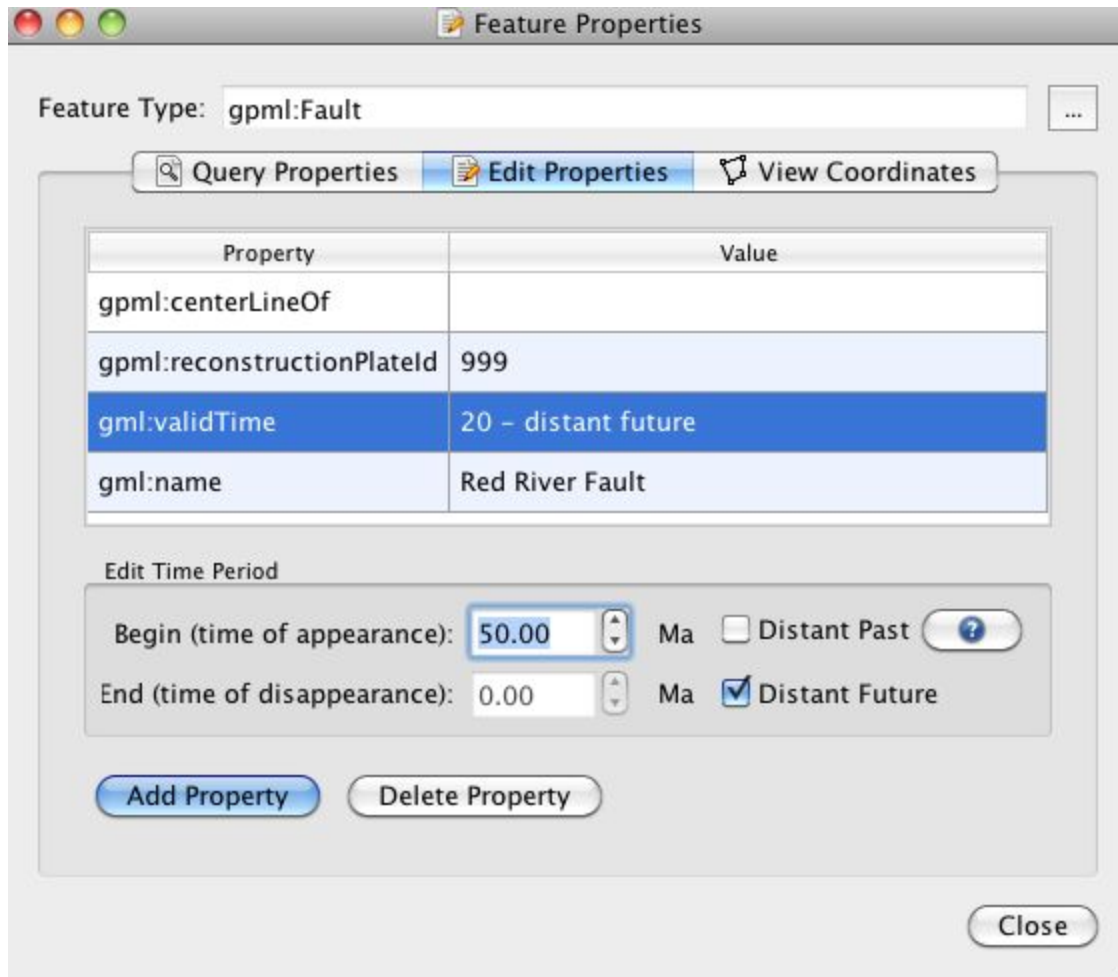 Feature Properties
Feature Type: gpml:Fault ...
Query Properties Edit Properties View Coordinates
Property Value
gpml:centerLineOf
gpml:reconstructionPlateId 999
gml:validTime 20 – distant future
gml:name Red River Fault
Edit Time Period
Begin (time of appearance): 50.00 Ma Distant Past ?
End (time of disappearance): 0.00 Ma Distant Future
Add Property Delete Property
Close